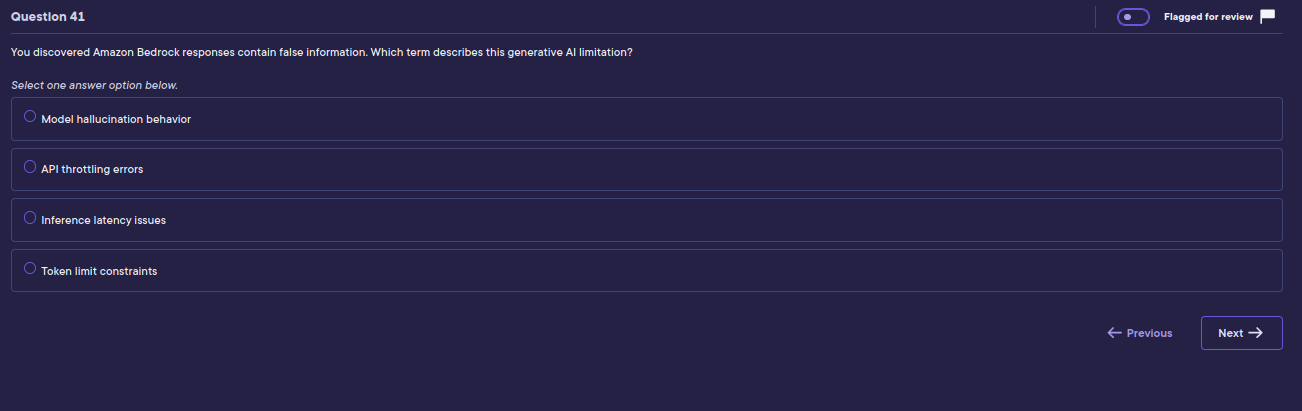 Question 41
Flagged for review
You discovered Amazon Bedrock responses contain false information. Which term describes this generative AI limitation?
Select one answer option below.
Model hallucination behavior
API throttling errors
Inference latency issues
Token limit constraints
Previous
Next